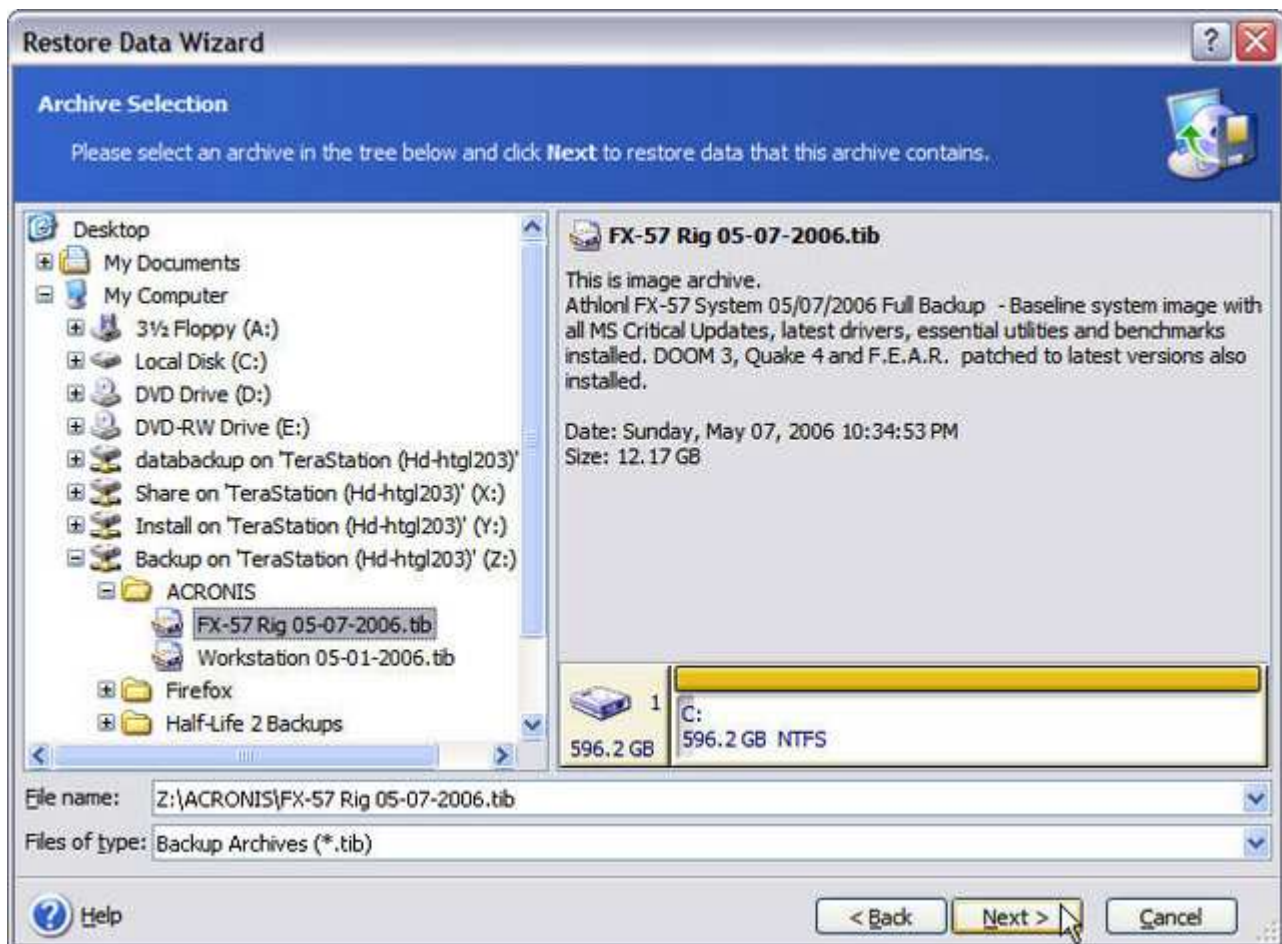 Restore Data Wizard
Archive Selection
Please select an archive in the tree below and click Next to restore data that this archive contains.
Desktop
My Documents
My Computer
3½ Floppy (A:)
Local Disk (C:)
DVD Drive (D:)
DVD-RW Drive (E:)
databackup on 'TeraStation (Hd-htgl203)'
Share on 'TeraStation (Hd-htgl203)' (X:)
Install on 'TeraStation (Hd-htgl203)' (Y:)
Backup on 'TeraStation (Hd-htgl203)' (Z:)
ACRONIS
FX-57 Rig 05-07-2006.tib
Workstation 05-01-2006.tib
Firefox
Half-Life 2 Backups
FX-57 Rig 05-07-2006.tib
This is image archive.
Athlonl FX-57 System 05/07/2006 Full Backup - Baseline system image with
all MS Critical Updates, latest drivers, essential utilities and benchmarks
installed. DOOM 3, Quake 4 and F.E.A.R. patched to latest versions also
installed.
Date: Sunday, May 07, 2006 10:34:53 PM
Size: 12.17 GB
1
596.2 GB
C:
596.2 GB NTFS
File name: Z:\ACRONIS\FX-57 Rig 05-07-2006.tib
Files of type: Backup Archives (*.tib)
Help
< Back
Next >
Cancel